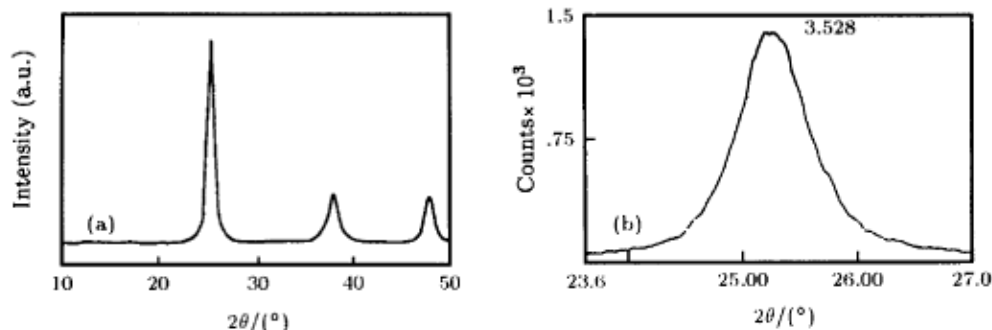 Intensity (a.u.)
(a)
10 20 30 40 50
2θ/(°)
Counts× 10³
1.5
.75
3.528
(b)
23.6 25.00 26.00 27.0
2θ/(°)